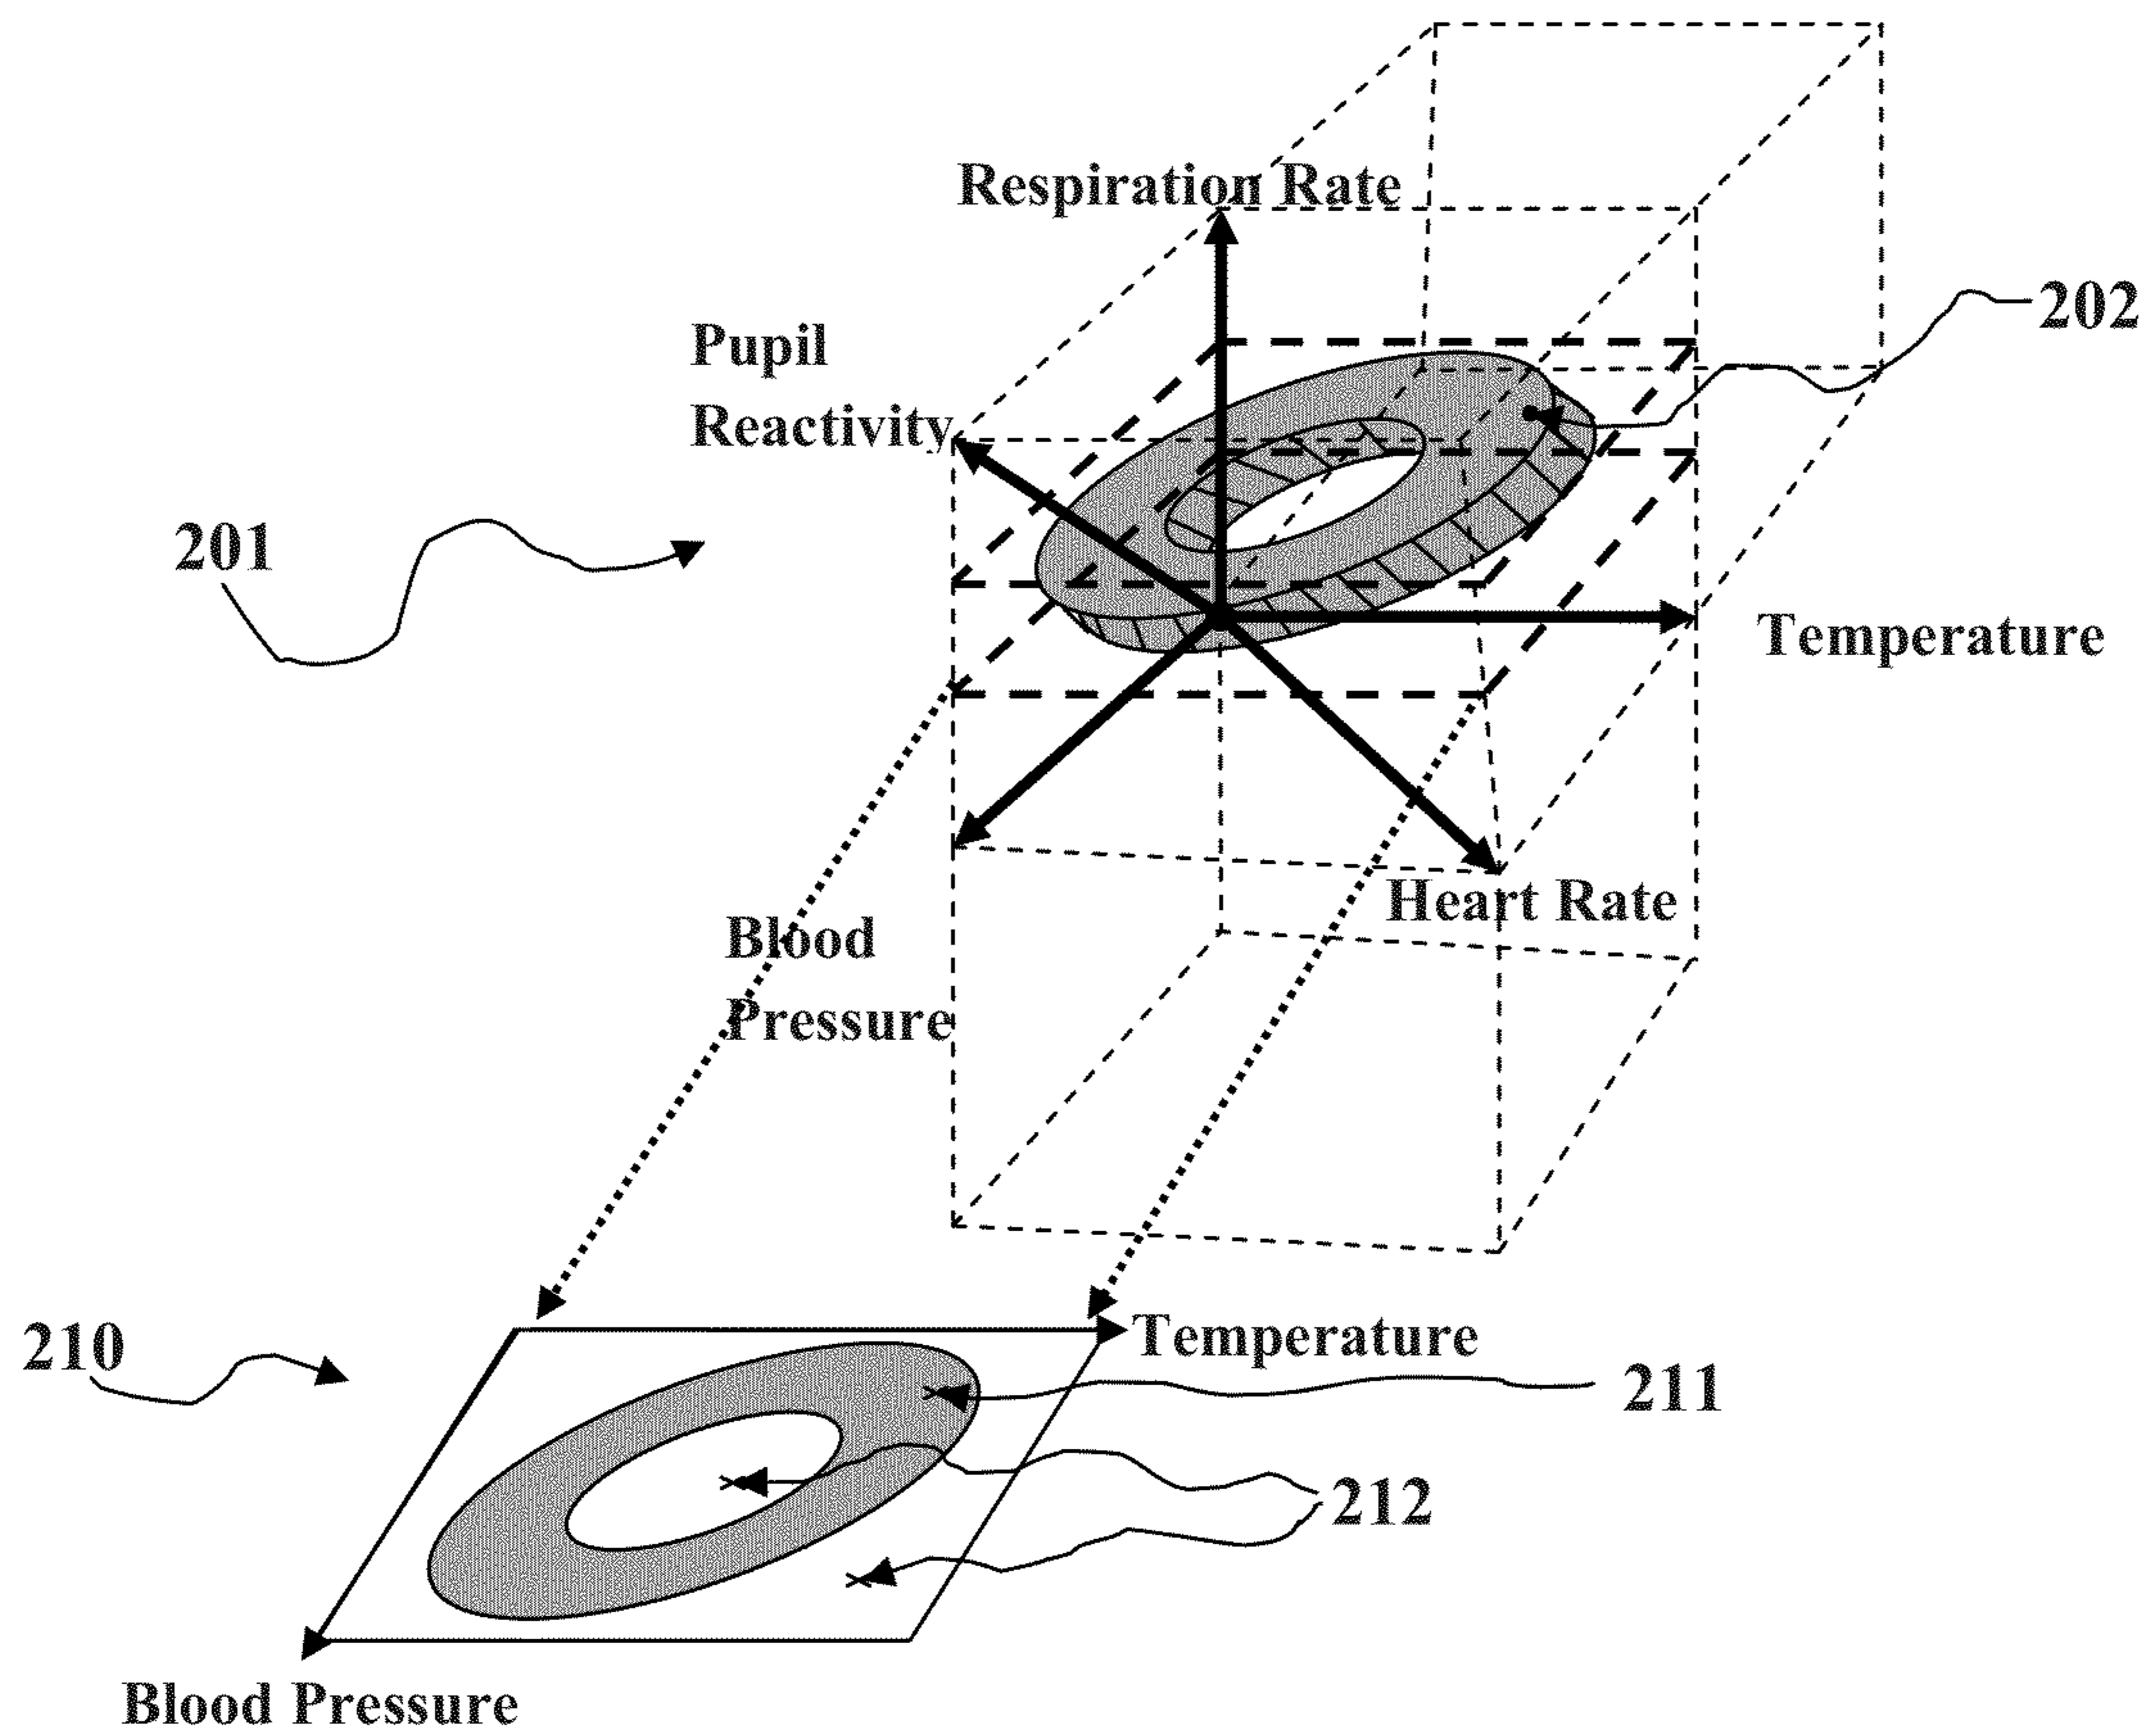 Respiration Rate
202
Pupil
Reactivity
201
Temperature
Heart Rate
Blood
Pressure
210
Temperature
211
212
Blood Pressure